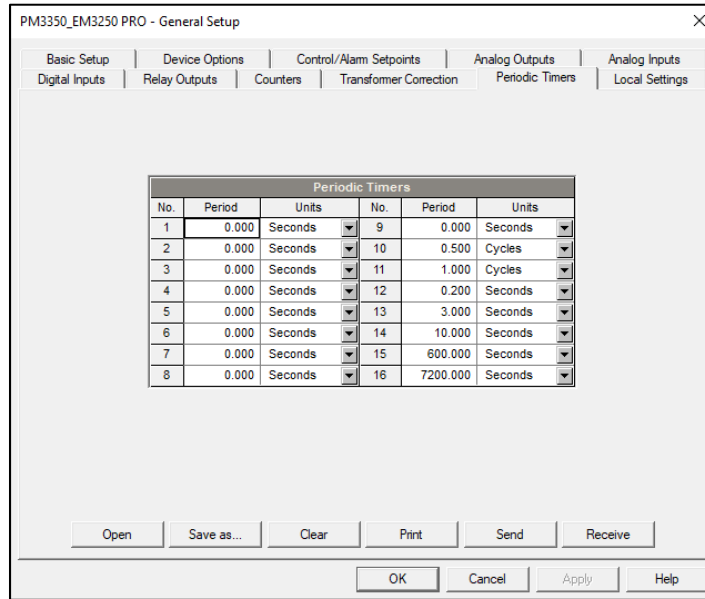 PM3350_EM3250 PRO - General Setup
Basic Setup Device Options Control/Alarm Setpoints Analog Outputs Analog Inputs
Digital Inputs Relay Outputs Counters Transformer Correction Periodic Timers Local Settings
Periodic Timers
No. Period Units No. Period Units
1 0.000 Seconds 9 0.000 Seconds
2 0.000 Seconds 10 0.500 Cycles
3 0.000 Seconds 11 1.000 Cycles
4 0.000 Seconds 12 0.200 Seconds
5 0.000 Seconds 13 3.000 Seconds
6 0.000 Seconds 14 10.000 Seconds
7 0.000 Seconds 15 600.000 Seconds
8 0.000 Seconds 16 7200.000 Seconds
Open Save as... Clear Print Send Receive
OK Cancel Apply Help